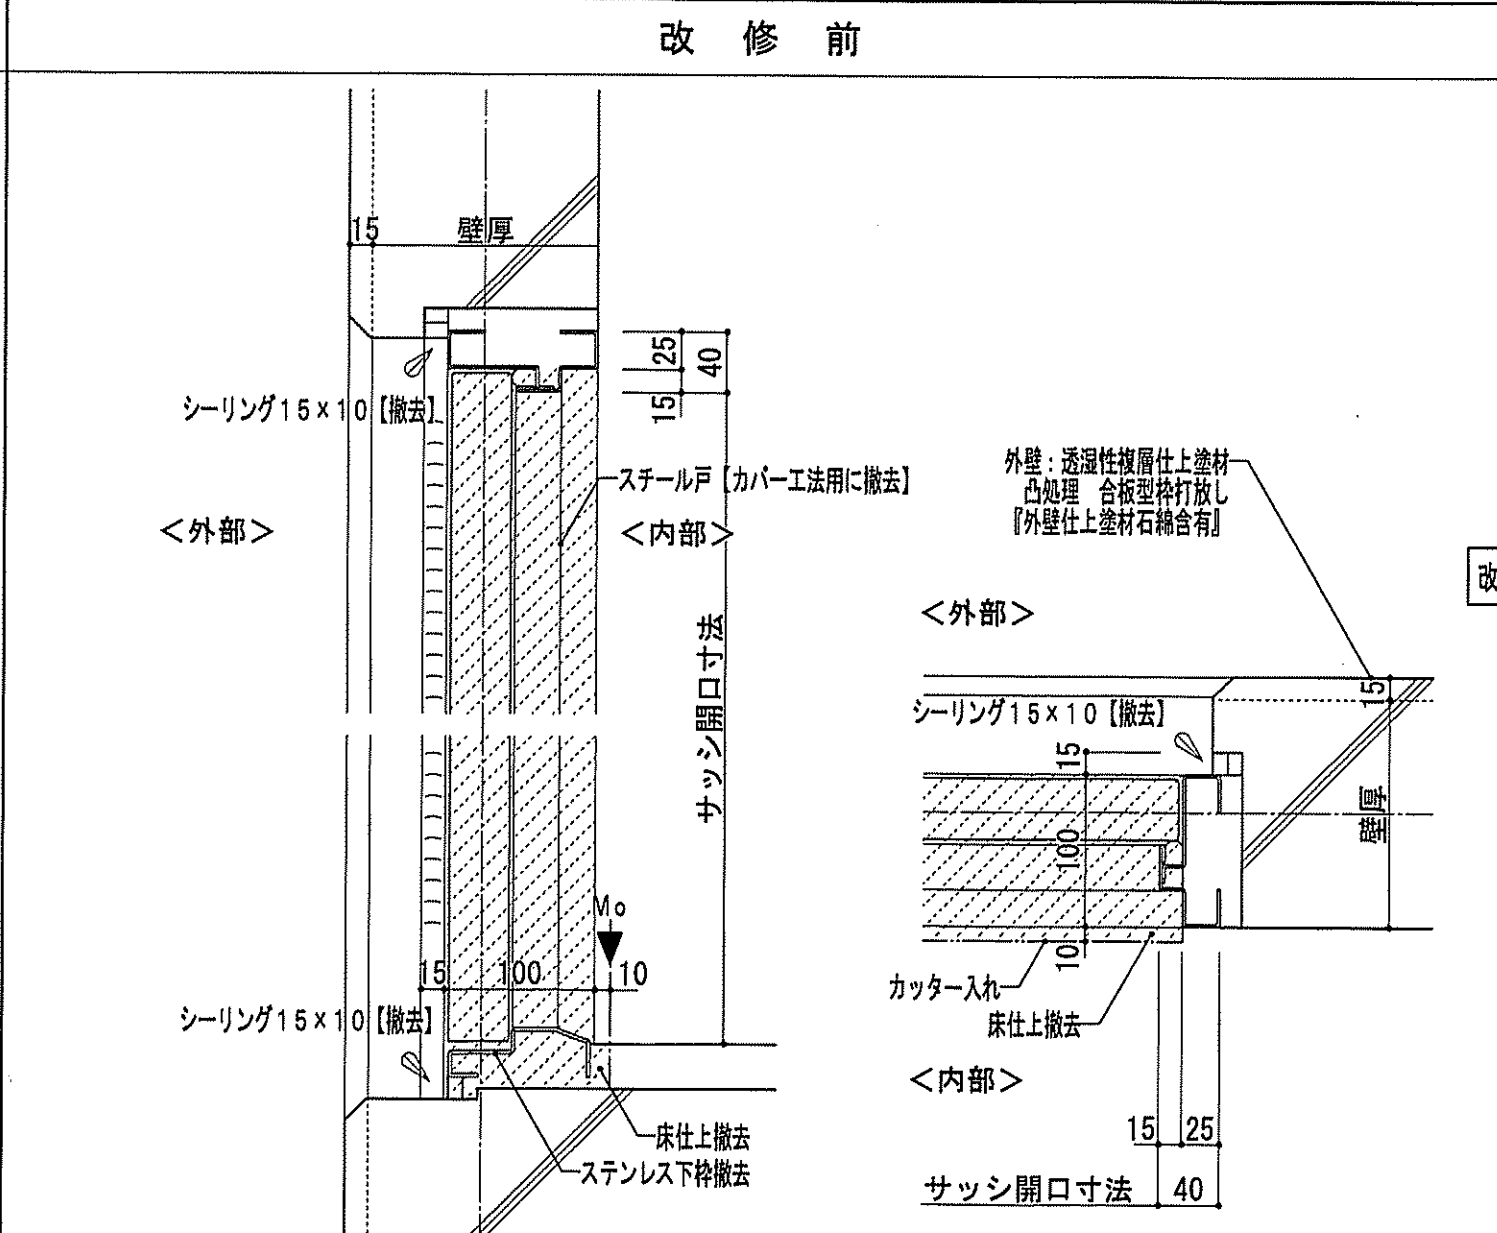 改修前
15
壁厚
25
40
15
シーリング15×10【撤去】
スチール戸【カバー工法用に撤去】
＜外部＞
＜内部＞
サッシ開口寸法
Mo
15
100
10
シーリング15×10【撤去】
床仕上撤去
ステンレス下枠撤去
外壁：透湿性複層仕上塗材
凸処理 合板型枠打放し
『外壁仕上塗材石綿含有』
改
＜外部＞
シーリング15×10【撤去】
15
15
壁厚
100
10
カッター入れ
床仕上撤去
＜内部＞
15
25
サッシ開口寸法
40